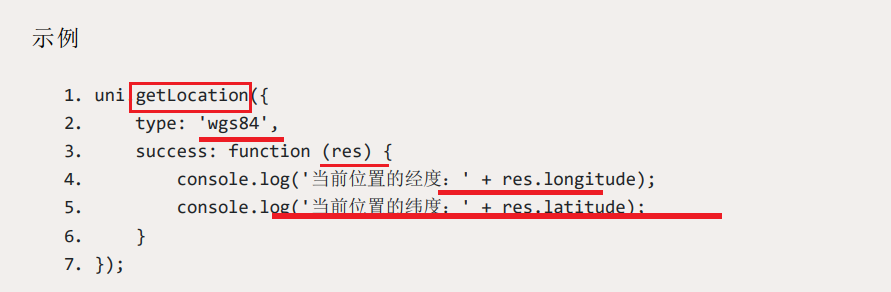 示例
1. uni.getLocation({
2. type: 'wgs84',
3. success: function (res) {
4. console.log('当前位置的经度：' + res.longitude);
5. console.log('当前位置的纬度：' + res.latitude);
6. }
7. });